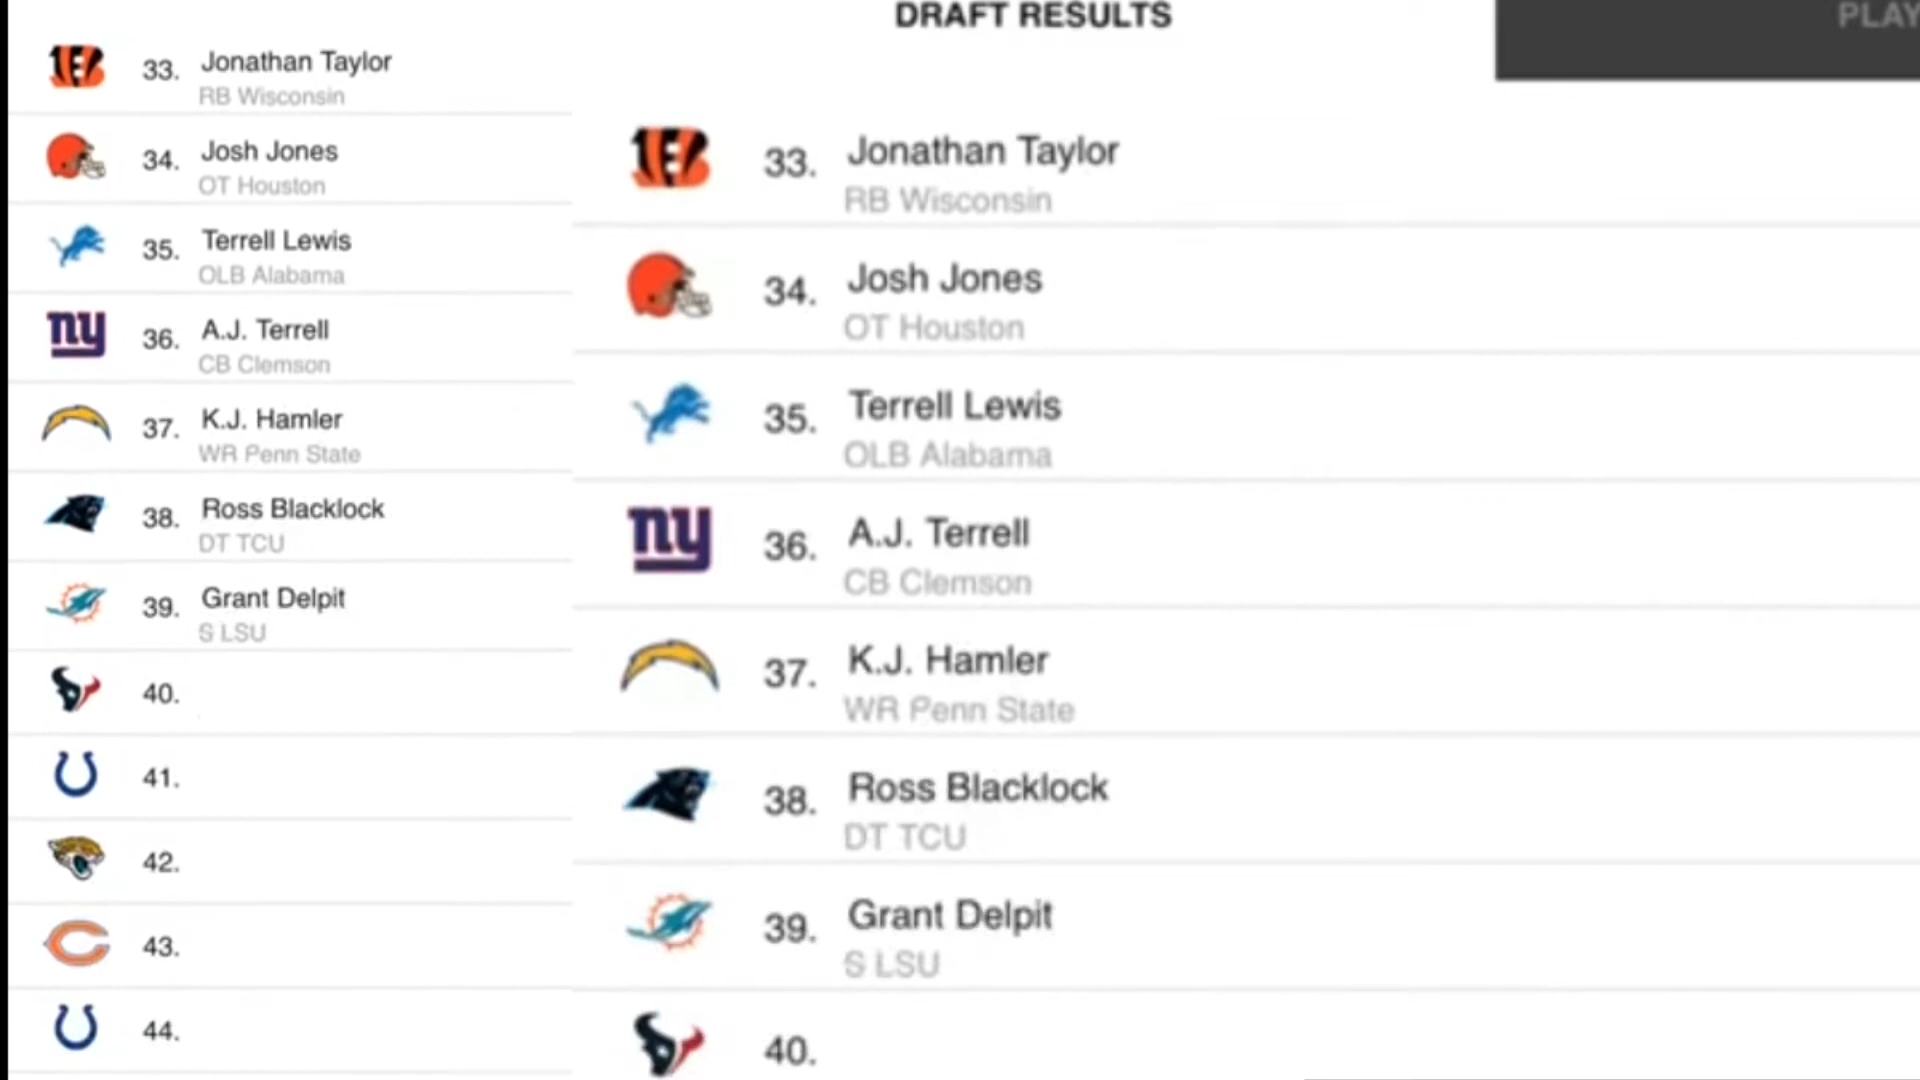 33. Jonathan Taylor
RB Wisconsin
34. Josh Jones
OT Houston
35. Terrell Lewis
OLB Alabama
ny
36. A.J. Terrell
CB Clemson
37. K.J. Hamler
WR Penn State
38. Ross Blacklock
DT TCU
39. Grant Delpit
S LSU
40.
41.
42.
43.
44.
DRAFT RESULTS
PLAY
33. Jonathan Taylor
RB Wisconsin
34. Josh Jones
OT Houston
35. Terrell Lewis
OLB Alabama
ny
36. A.J. Terrell
CB Clemson
37. K.J. Hamler
WR Penn State
38. Ross Blacklock
DT TCU
39. Grant Delpit
S LSU
40.